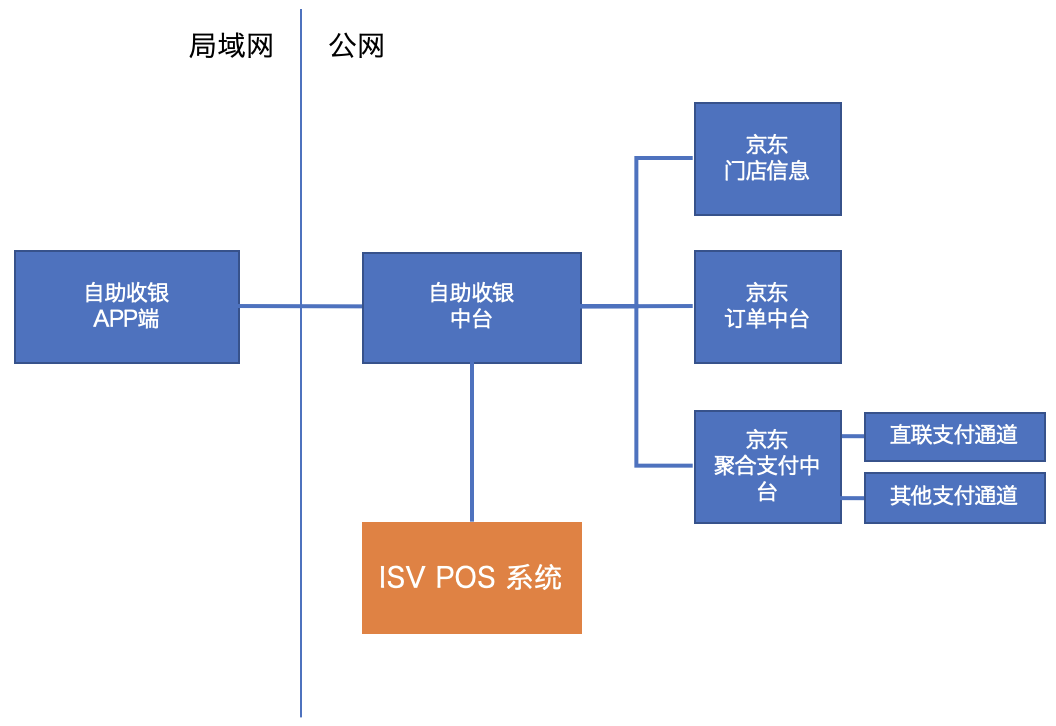 局域网
公网
京东
门店信息
自助收银
APP端
自助收银
中台
京东
订单中台
京东
聚合支付中
台
直联支付通道
其他支付通道
ISV POS 系统